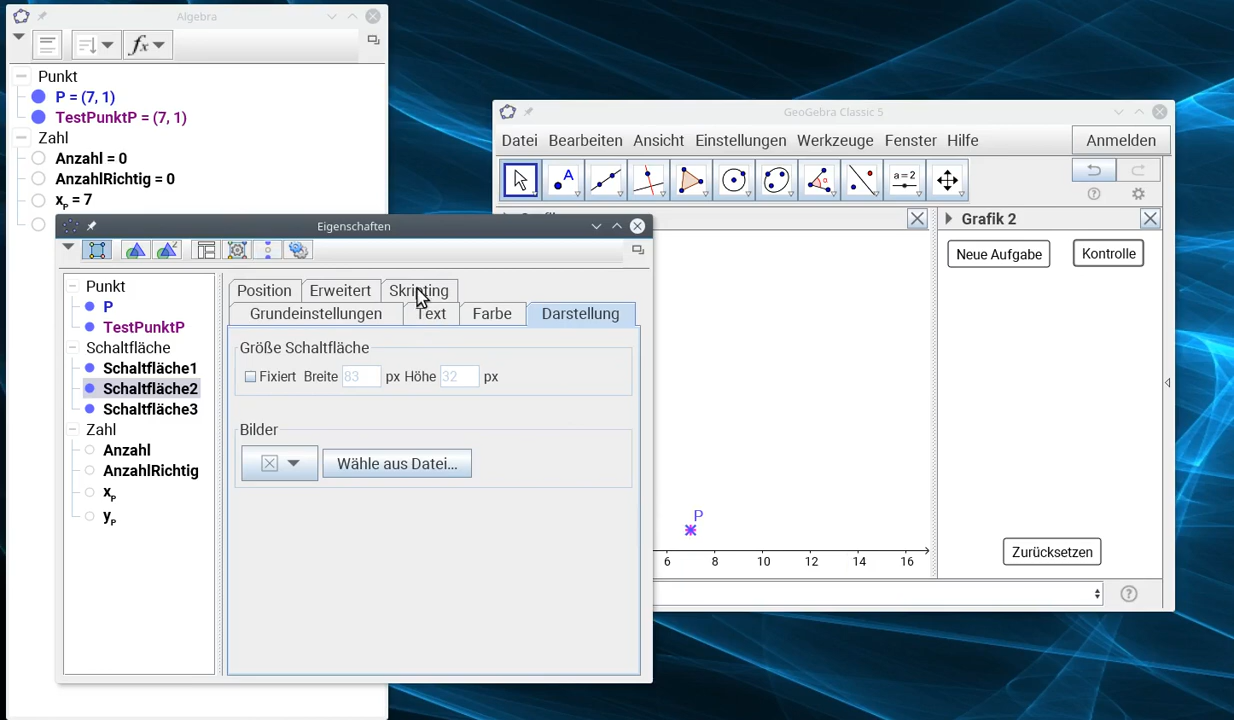 Algebra
fx
Punkt
P = (7, 1)
TestPunktP = (7, 1)
Zahl
Anzahl = 0
AnzahlRichtig = 0
xP = 7
GeoGebra Classic 5
Datei Bearbeiten Ansicht Einstellungen Werkzeuge Fenster Hilfe
Anmelden
A
a=2
Grafik 2
Neue Aufgabe
Kontrolle
P
6 8 10 12 14 16
Zurücksetzen
Eigenschaften
Punkt
P
TestPunktP
Schaltfläche
Schaltfläche1
Schaltfläche2
Schaltfläche3
Zahl
Anzahl
AnzahlRichtig
xP
yP
Position Erweitert Skripting
Grundeinstellungen Text Farbe Darstellung
Größe Schaltfläche
Fixiert Breite 83 px Höhe 32 px
Bilder
Wähle aus Datei...